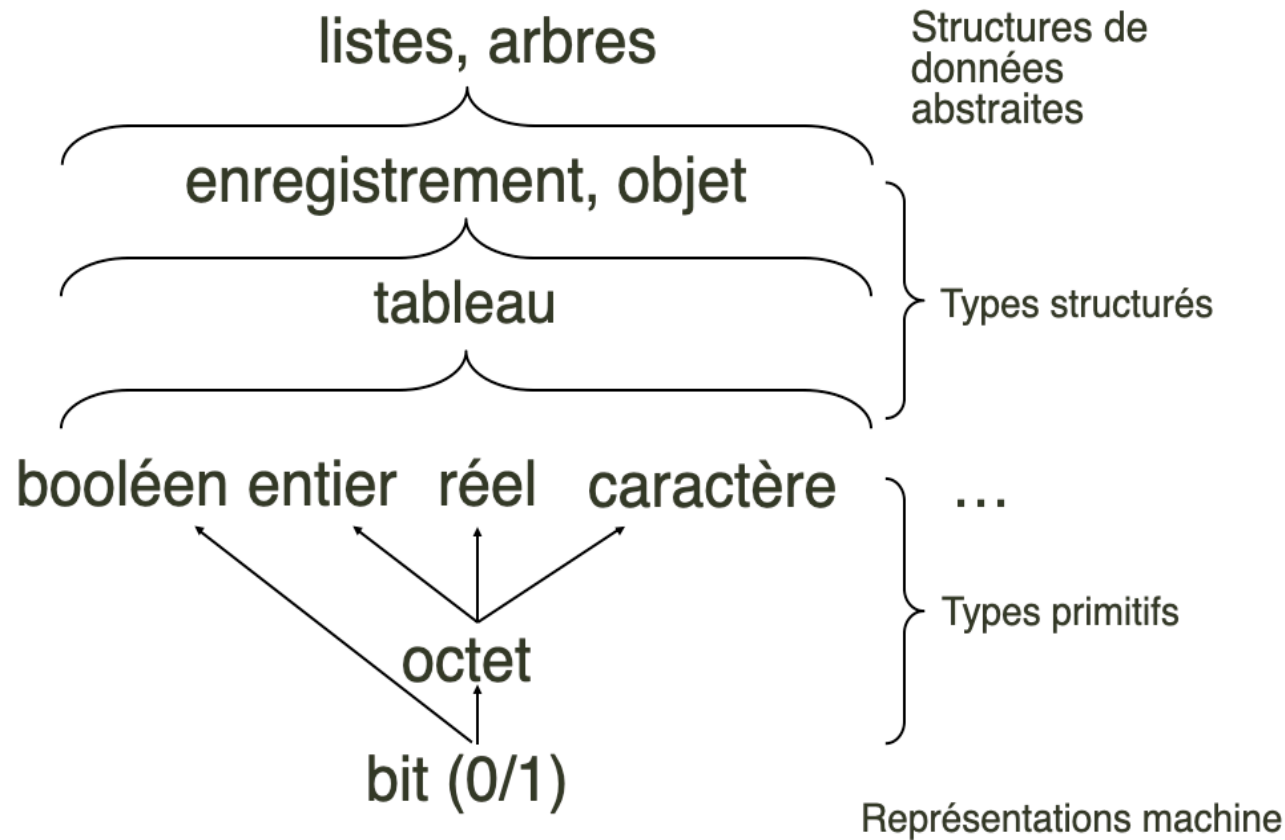 listes, arbres
Structures de
données
abstraites
enregistrement, objet
tableau
Types structurés
booléen entier réel caractère
...
Types primitifs
octet
bit (0/1)
Représentations machine